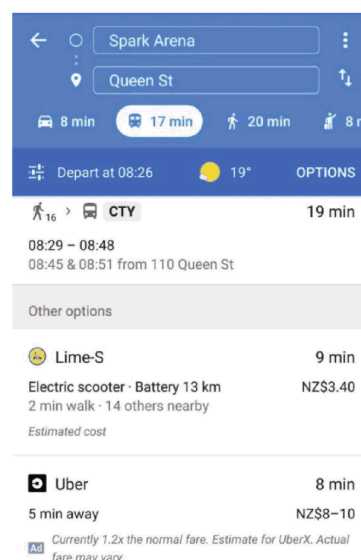 Spark Arena
Queen St
8 min 17 min 20 min 8
Depart at 08:26 19° OPTIONS
16 > CTY 19 min
08:29 – 08:48
08:45 & 08:51 from 110 Queen St
Other options
Lime-S 9 min
Electric scooter · Battery 13 km NZ$3.40
2 min walk · 14 others nearby
Estimated cost
Uber 8 min
5 min away NZ$8–10
Ad Currently 1.2x the normal fare. Estimate for UberX. Actual
fare may vary